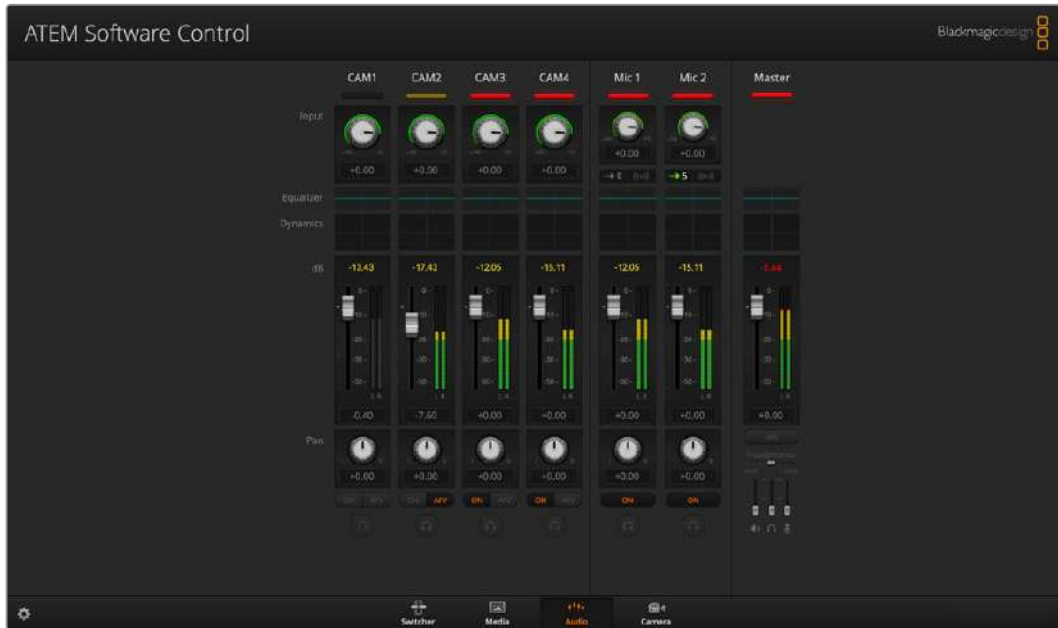 ATEM Software Control
Blackmagicdesign
CAM1 CAM2 CAM3 CAM4 Mic 1 Mic 2 Master
Input
+0.00 +0.00 +0.00 +0.00 +0.00 +0.00
Equalizer
Dynamics
dB
-13.43 -17.43 -12.05 -15.11 -12.05 -15.11
-0.40 -7.60 +0.00 +0.00 +0.00 +0.00 +0.00
Pan
+0.00 +0.00 +0.00 +0.00 +0.00 +0.00
ON AFV ON AFV ON AFV ON AFV ON ON
Switcher Media Audio Camera